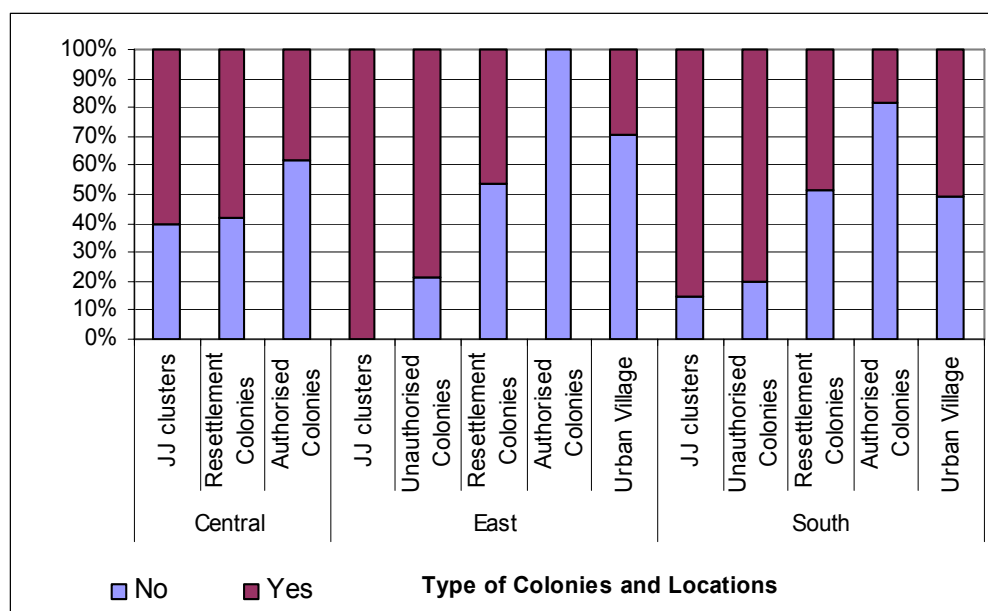 100%
90%
80%
70%
60%
50%
40%
30%
20%
10%
0%
JJ clusters
Resettlement
Colonies
Authorised
Colonies
JJ clusters
Unauthorised
Colonies
Resettlement
Colonies
Authorised
Colonies
Urban Village
JJ clusters
Unauthorised
Colonies
Resettlement
Colonies
Authorised
Colonies
Urban Village
Central
East
South
No
Yes
Type of Colonies and Locations